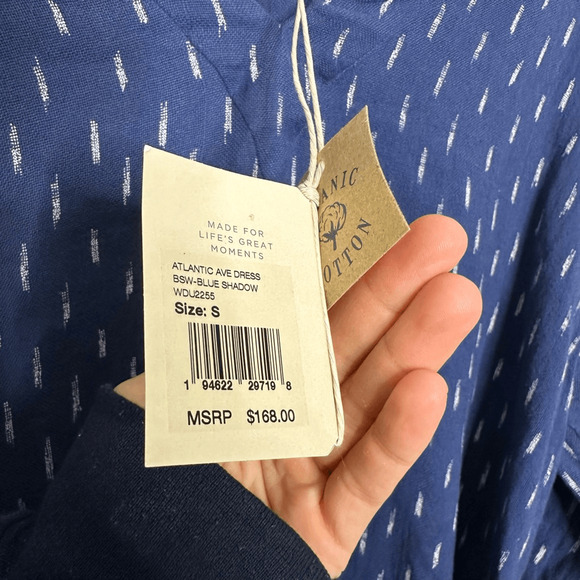 MADE FOR
LIFE'S GREAT
MOMENTS
ATLANTIC AVE DRESS
BSW-BLUE SHADOW
WDU2255
Size: S
1 94622 29719 8
MSRP $168.00
ANIC
OTTON